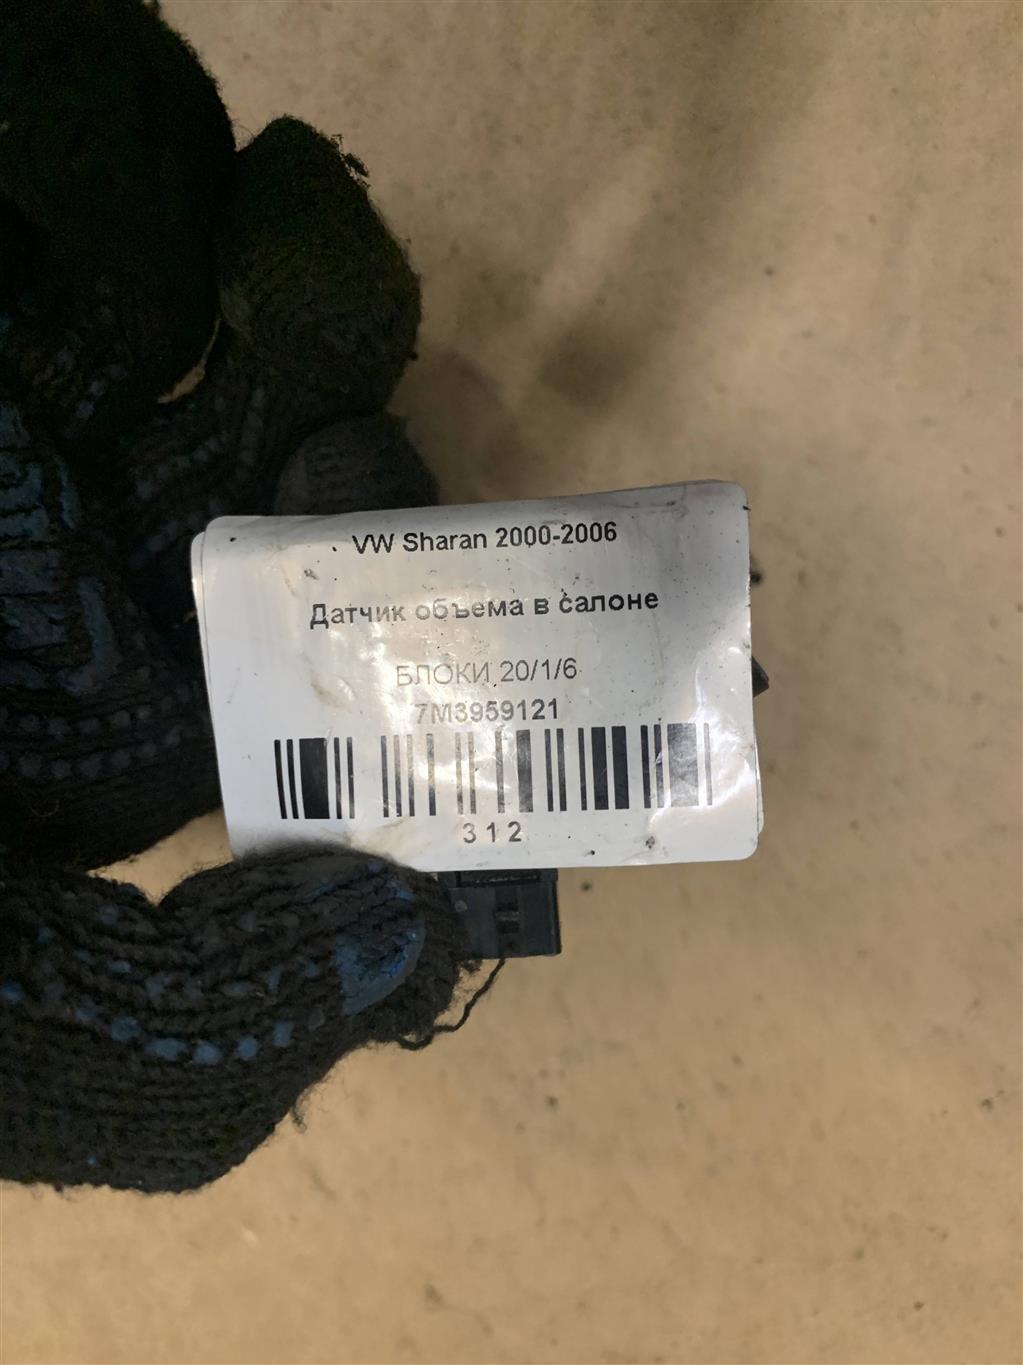 VW Sharan 2000-2006
Датчик объема в салоне
БЛОКИ 20/1/6
7M3959121
312